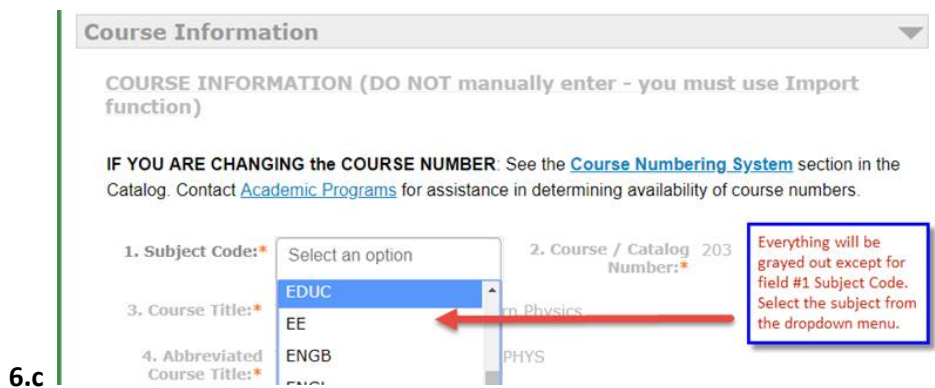 Course Information
COURSE INFORMATION (DO NOT manually enter - you must use Import
function)
IF YOU ARE CHANGING the COURSE NUMBER: See the Course Numbering System section in the
Catalog. Contact Academic Programs for assistance in determining availability of course numbers.
1. Subject Code:* Select an option 2. Course / Catalog 203
Number:*
Everything will be
grayed out except for
field #1 Subject Code.
Select the subject from
the dropdown menu.
EDUC
3. Course Title:* Physics
EE
4. Abbreviated ENGB PHYS
Course Title:*
6.c